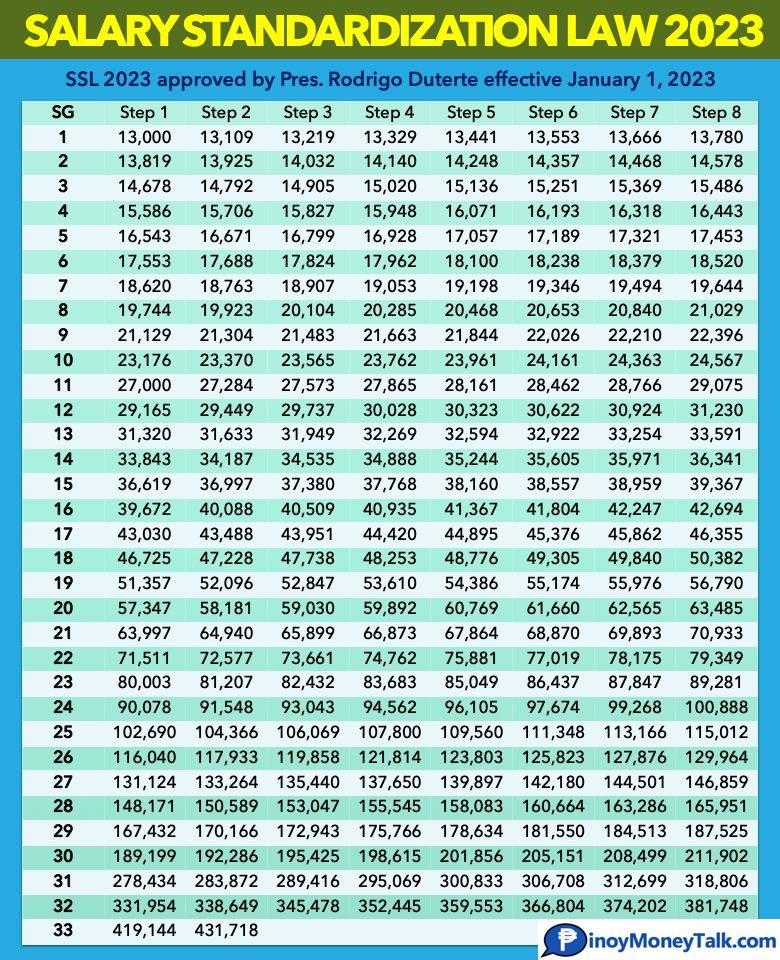 SALARY STANDARDIZATION LAW 2023
SSL 2023 approved by Pres. Rodrigo Duterte effective January 1, 2023
SG Step 1 Step 2 Step 3 Step 4 Step 5 Step 6 Step 7 Step 8
1 13,000 13,109 13,219 13,329 13,441 13,553 13,666 13,780
2 13,819 13,925 14,032 14,140 14,248 14,357 14,468 14,578
3 14,678 14,792 14,905 15,020 15,136 15,251 15,369 15,486
4 15,586 15,706 15,827 15,948 16,071 16,193 16,318 16,443
5 16,543 16,671 16,799 16,928 17,057 17,189 17,321 17,453
6 17,553 17,688 17,824 17,962 18,100 18,238 18,379 18,520
7 18,620 18,763 18,907 19,053 19,198 19,346 19,494 19,644
8 19,744 19,923 20,104 20,285 20,468 20,653 20,840 21,029
9 21,129 21,304 21,483 21,663 21,844 22,026 22,210 22,396
10 23,176 23,370 23,565 23,762 23,961 24,161 24,363 24,567
11 27,000 27,284 27,573 27,865 28,161 28,462 28,766 29,075
12 29,165 29,449 29,737 30,028 30,323 30,622 30,924 31,230
13 31,320 31,633 31,949 32,269 32,594 32,922 33,254 33,591
14 33,843 34,187 34,535 34,888 35,244 35,605 35,971 36,341
15 36,619 36,997 37,380 37,768 38,160 38,557 38,959 39,367
16 39,672 40,088 40,509 40,935 41,367 41,804 42,247 42,694
17 43,030 43,488 43,951 44,420 44,895 45,376 45,862 46,355
18 46,725 47,228 47,738 48,253 48,776 49,305 49,840 50,382
19 51,357 52,096 52,847 53,610 54,386 55,174 55,976 56,790
20 57,347 58,181 59,030 59,892 60,769 61,660 62,565 63,485
21 63,997 64,940 65,899 66,873 67,864 68,870 69,893 70,933
22 71,511 72,577 73,661 74,762 75,881 77,019 78,175 79,349
23 80,003 81,207 82,432 83,683 85,049 86,437 87,847 89,281
24 90,078 91,548 93,043 94,562 96,105 97,674 99,268 100,888
25 102,690 104,366 106,069 107,800 109,560 111,348 113,166 115,012
26 116,040 117,933 119,858 121,814 123,803 125,823 127,876 129,964
27 131,124 133,264 135,440 137,650 139,897 142,180 144,501 146,859
28 148,171 150,589 153,047 155,545 158,083 160,664 163,286 165,951
29 167,432 170,166 172,943 175,766 178,634 181,550 184,513 187,525
30 189,199 192,286 195,425 198,615 201,856 205,151 208,499 211,902
31 278,434 283,872 289,416 295,069 300,833 306,708 312,699 318,806
32 331,954 338,649 345,478 352,445 359,553 366,804 374,202 381,748
33 419,144 431,718
₱inoyMoneyTalk.com